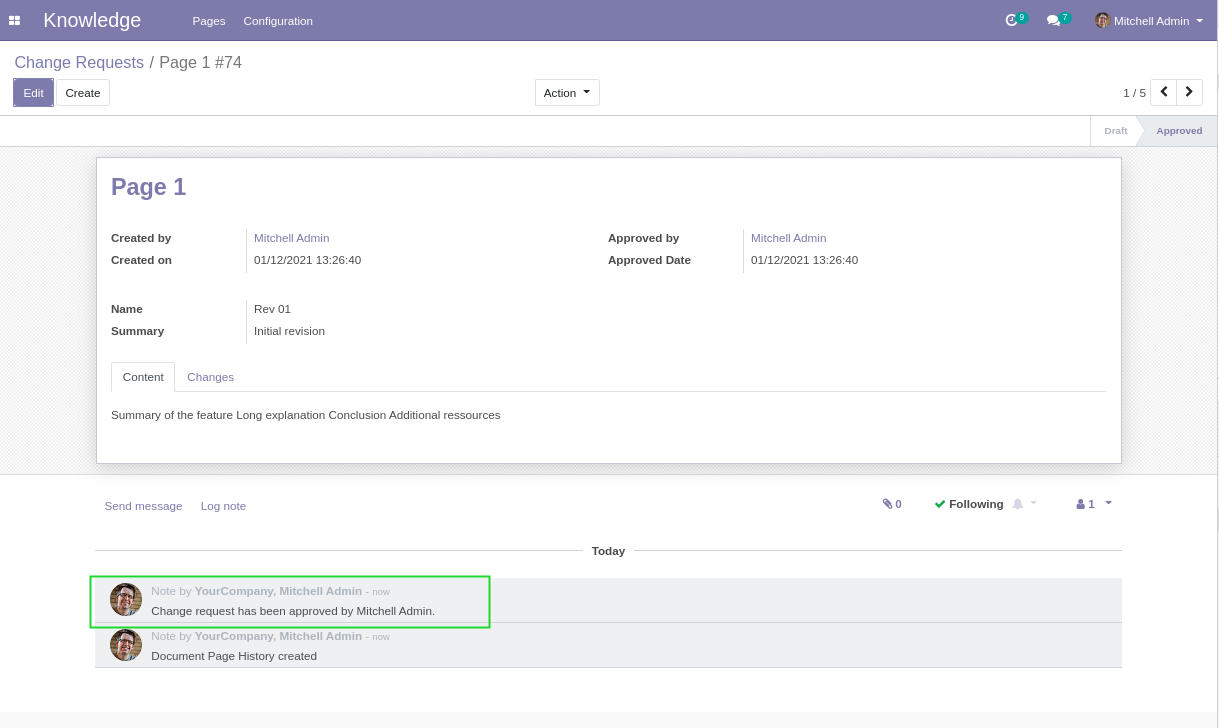 Knowledge Pages Configuration 9 7 Mitchell Admin
Change Requests / Page 1 #74
Edit Create Action 1 / 5
Draft Approved
Page 1
Created by Mitchell Admin Approved by Mitchell Admin
Created on 01/12/2021 13:26:40 Approved Date 01/12/2021 13:26:40
Name Rev 01
Summary Initial revision
Content Changes
Summary of the feature Long explanation Conclusion Additional ressources
Send message Log note 0 Following 1
Today
Note by YourCompany, Mitchell Admin - now
Change request has been approved by Mitchell Admin.
Note by YourCompany, Mitchell Admin - now
Document Page History created